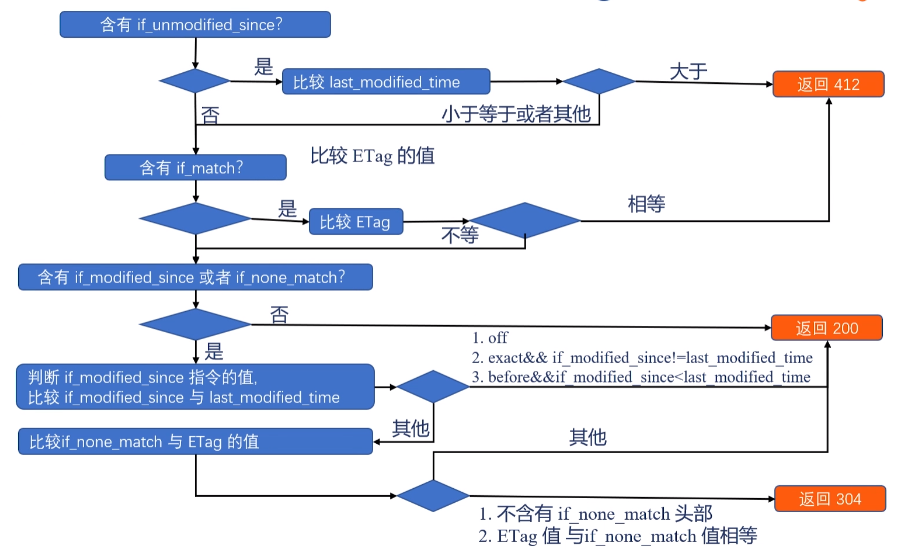 含有 if_unmodified_since?
是
比较 last_modified_time
大于
返回 412
否
小于等于或者其他
含有 if_match?
比较 ETag 的值
是
比较 ETag
相等
不等
含有 if_modified_since 或者 if_none_match?
否
返回 200
是
1. off
2. exact&& if_modified_since!=last_modified_time
3. before&&if_modified_since<last_modified_time
判断 if_modified_since 指令的值,
比较 if_modified_since 与 last_modified_time
其他
比较if_none_match 与 ETag 的值
其他
返回 304
1. 不含有 if_none_match 头部
2. ETag 值 与if_none_match 值相等